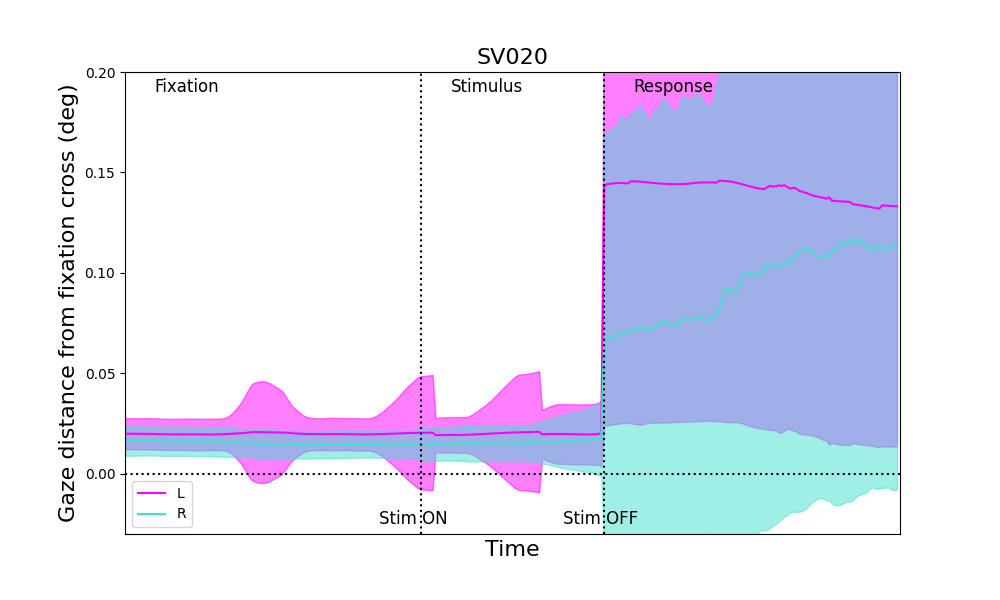 SV020
Fixation
Stimulus
Response
0.20
0.15
0.10
0.05
0.00
Gaze distance from fixation cross (deg)
L
R
Stim ON
Stim OFF
Time